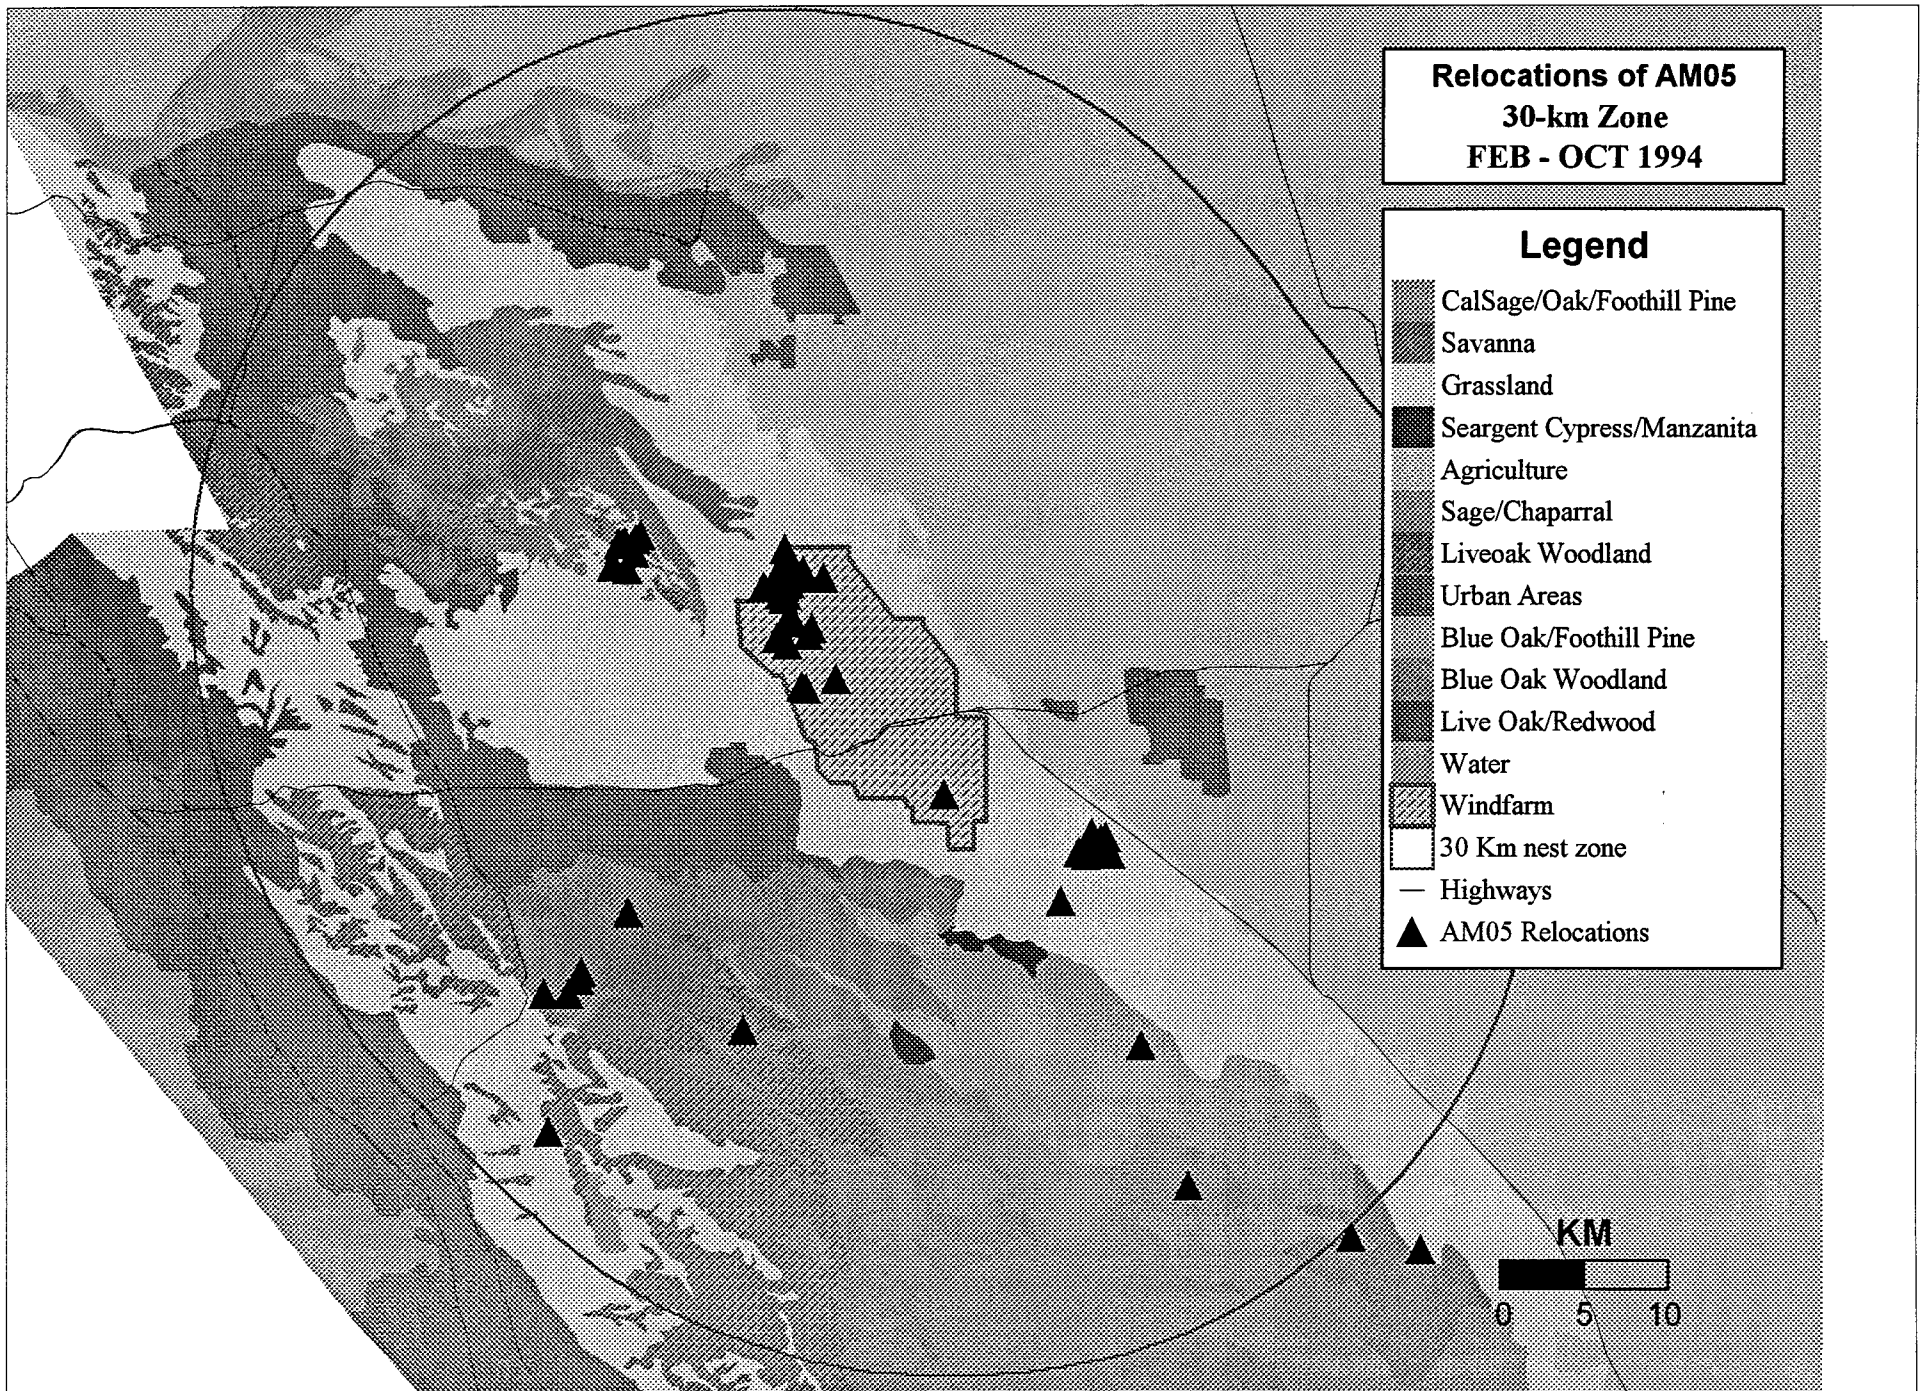 Relocations of AM05
30-km Zone
FEB - OCT 1994
Legend
CalSage/Oak/Foothill Pine
Savanna
Grassland
Seargent Cypress/Manzanita
Agriculture
Sage/Chaparral
Liveoak Woodland
Urban Areas
Blue Oak/Foothill Pine
Blue Oak Woodland
Live Oak/Redwood
Water
Windfarm
30 Km nest zone
Highways
AM05 Relocations
KM
0 5 10